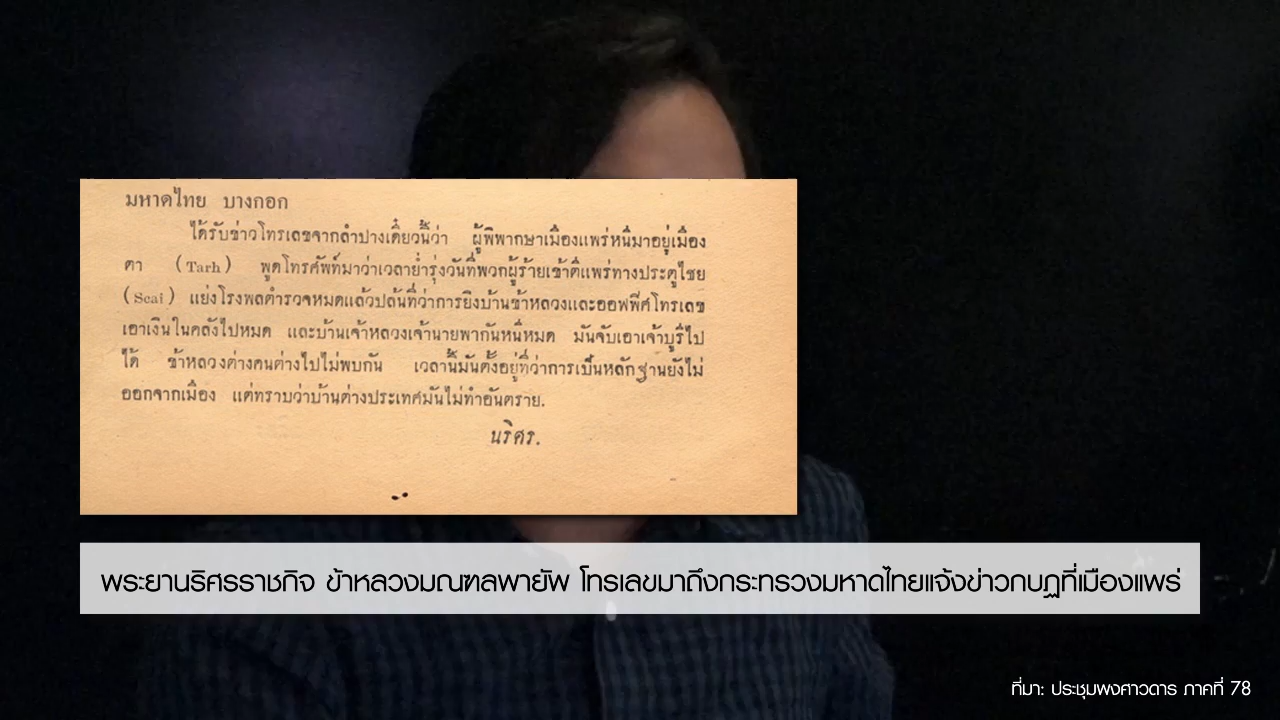 มหาดไทย บางกอก
ได้รับข่าวโทรเลขจากลำปางเดี๋ยวนี้ว่า ผู้พิพากษาเมืองแพร่หนีมาอยู่เมือง
ตา (Tarh) พูดโทรศัพท์มาว่าเวลาย่ำรุ่งวันที่พวกผู้ร้ายเข้าตีแพร่ทางประตูไชย
(Scai) แย่งโรงพลตำรวจหมดแล้วปล้นที่ว่าการยิงบ้านข้าหลวงและออฟฟิศโทรเลข
เอาเงินในคลังไปหมด และบ้านเจ้าหลวงเจ้านายพากันหนีหมด มันจับเอาเจ้าบุรีไป
ได้ ข้าหลวงต่างคนต่างไปไม่พบกัน เวลานี้มันตั้งอยู่ที่ว่าการเป็นหลักฐานยังไม่
ออกจากเมือง แต่ทราบว่าบ้านต่างประเทศมันไม่ทำอันตราย.
นริศร.
พระยานริศรราชกิจ ข้าหลวงมณฑลพายัพ โทรเลขมาถึงกระทรวงมหาดไทยแจ้งข่าวกบฏที่เมืองแพร่
ที่มา: ประชุมพงศาวดาร ภาคที่ 78